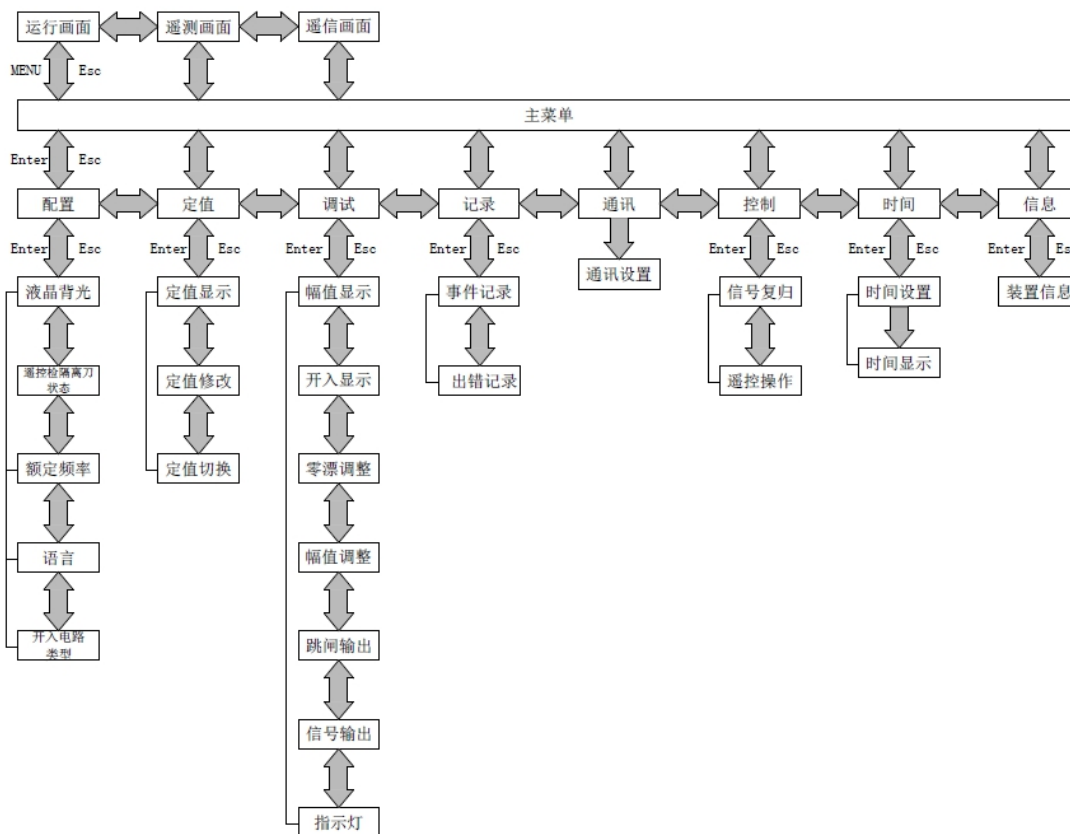 运行画面 遥测画面 遥信画面
MENU Esc
主菜单
Enter Esc
配置 定值 调试 记录 通讯 控制 时间 信息
Enter Esc Enter Esc Enter Esc Enter Esc Enter Esc Enter Esc Enter Es
通讯设置
液晶背光 定值显示 幅值显示 事件记录 信号复归 时间设置 装置信息
时间显示
遥控检隔离刀
状态
定值修改 开入显示 出错记录 遥控操作
额定频率 定值切换 零漂调整
语言 幅值调整
开入电路
类型
跳闸输出
信号输出
指示灯